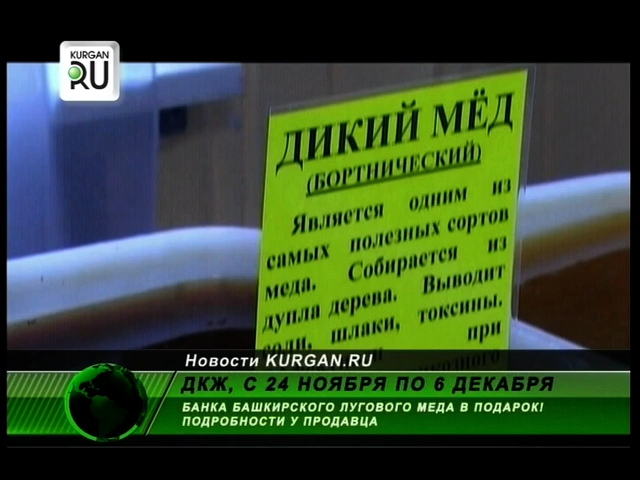 KURGAN
RU
ДИКИЙ МЁД
(БОРТНИЧЕСКИЙ)
Является одним из
самых полезных сортов
меда. Собирается из
дупла дерева. Выводит
соли, шлаки, токсины.
при
Новости KURGAN.RU
ДКЖ, С 24 НОЯБРЯ ПО 6 ДЕКАБРЯ
БАНКА БАШКИРСКОГО ЛУГОВОГО МЕДА В ПОДАРОК!
ПОДРОБНОСТИ У ПРОДАВЦА